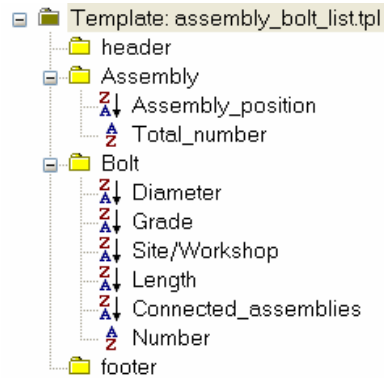 Template: assembly_bolt_list.tpl
header
Assembly
Assembly_position
Total_number
Bolt
Diameter
Grade
Site/Workshop
Length
Connected_assemblies
Number
footer